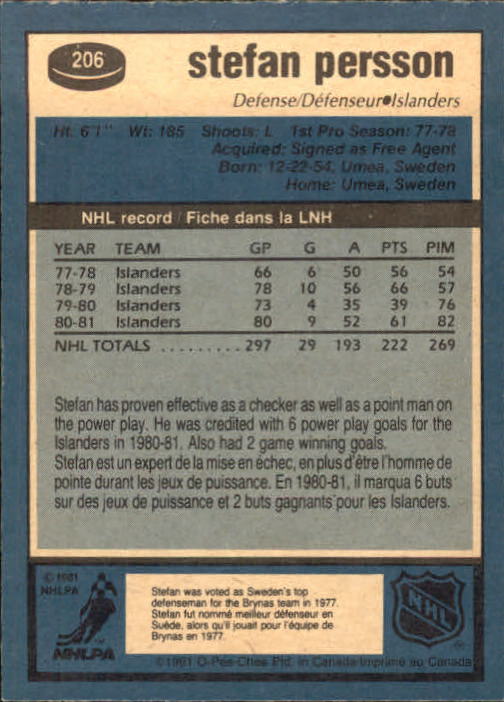 206
stefan persson
Defense/Défenseur•Islanders
Ht: 6'1" Wt: 185 Shoots: L 1st Pro Season: 77-78
Acquired: Signed as Free Agent
Born: 12-22-54, Umea, Sweden
Home: Umea, Sweden
NHL record / Fiche dans la LNH
YEAR TEAM GP G A PTS PIM
77-78 Islanders 66 6 50 56 54
78-79 Islanders 78 10 56 66 57
79-80 Islanders 73 4 35 39 76
80-81 Islanders 80 9 52 61 82
NHL TOTALS ......... 297 29 193 222 269
Stefan has proven effective as a checker as well as a point man on
the power play. He was credited with 6 power play goals for the
Islanders in 1980-81. Also had 2 game winning goals.
Stefan est un expert de la mise en échec, en plus d'être l'homme de
pointe durant les jeux de puissance. En 1980-81, il marqua 6 buts
sur des jeux de puissance et 2 buts gagnants pour les Islanders.
© 1981
NHLPA
NHLPA
Stefan was voted as Sweden's top
defenseman for the Brynas team in 1977.
Stefan fut nommé meilleur défenseur en
Suède, alors qu'il jouait pour l'équipe de
Brynas en 1977.
NHL
©1981 O-Pee-Chee Ptd. in Canada-Imprimé au Canada